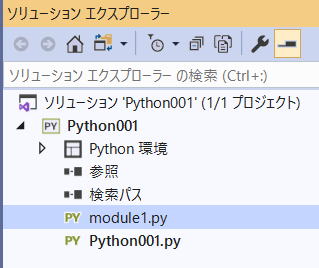 ソリューション エクスプローラー
ソリューション エクスプローラー の検索 (Ctrl+:)
ソリューション 'Python001' (1/1 プロジェクト)
PY Python001
Python 環境
参照
検索パス
PY module1.py
PY Python001.py